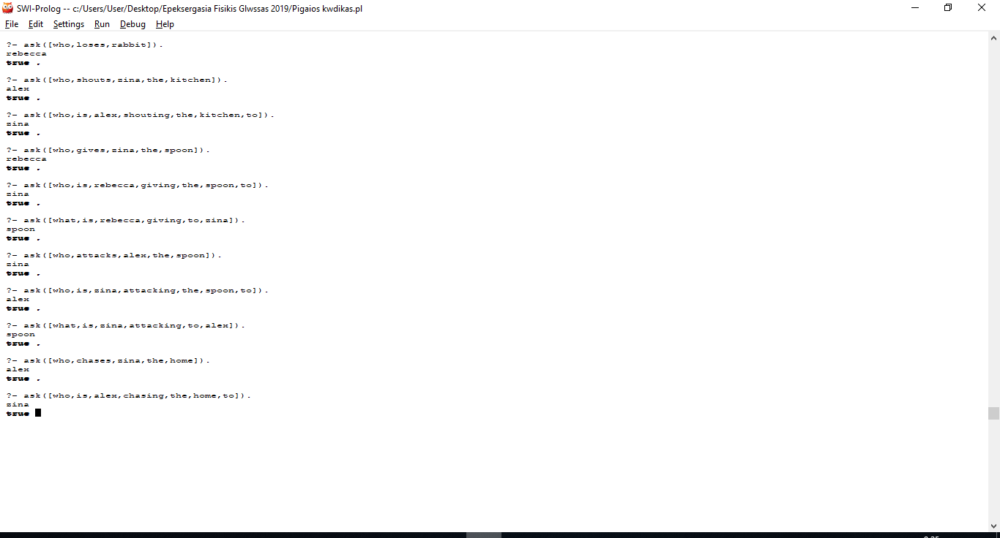 SWI-Prolog -- c:/Users/User/Desktop/Epeksergasia Fisikis Glwssas 2019/Pigaios kwdikas.pl
File Edit Settings Run Debug Help
?- ask([who,loses,rabbit]).
rebecca
true .
?- ask([who,shouts,zina,the,kitchen]).
alex
true .
?- ask([who,is,alex,shouting,the,kitchen,to]).
zina
true .
?- ask([who,gives,zina,the,spoon]).
rebecca
true .
?- ask([who,is,rebecca,giving,the,spoon,to]).
zina
true .
?- ask([what,is,rebecca,giving,to,zina]).
spoon
true .
?- ask([who,attacks,alex,the,spoon]).
zina
true .
?- ask([who,is,zina,attacking,the,spoon,to]).
alex
true .
?- ask([what,is,zina,attacking,to,alex]).
spoon
true .
?- ask([who,chases,zina,the,home]).
alex
true .
?- ask([who,is,alex,chasing,the,home,to]).
zina
true